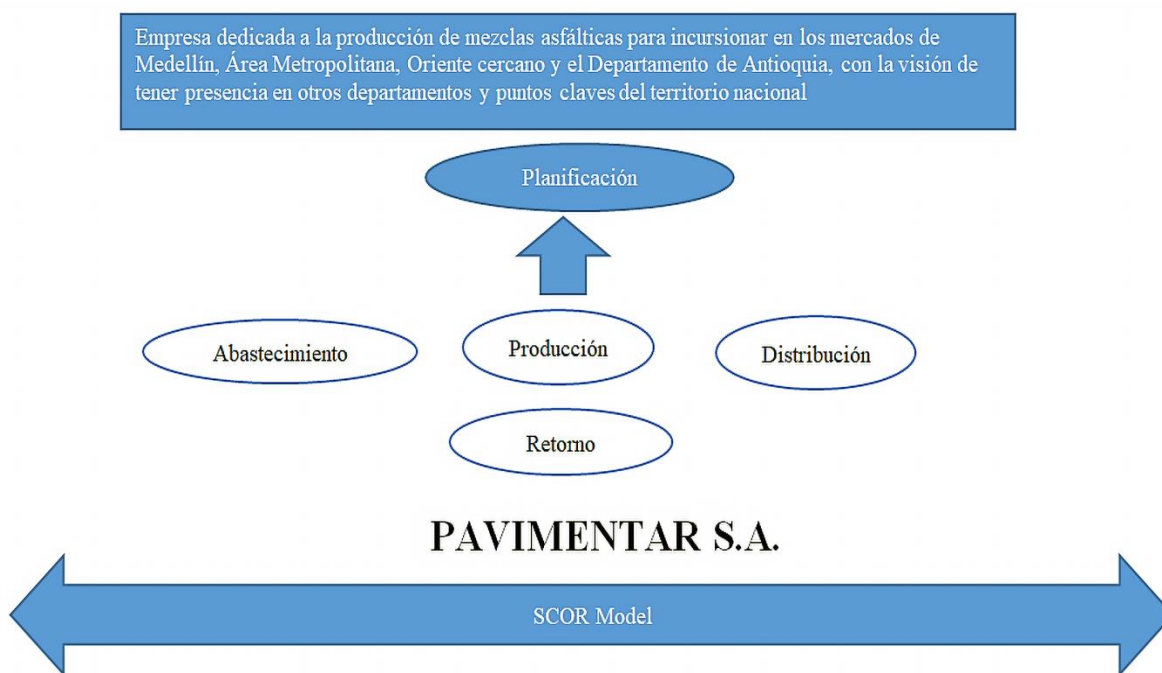 Empresa dedicada a la producción de mezclas asfálticas para incursionar en los mercados de
Medellín, Área Metropolitana, Oriente cercano y el Departamento de Antioquia, con la visión de
tener presencia en otros departamentos y puntos claves del territorio nacional
Planificación
Abastecimiento
Producción
Distribución
Retorno
PAVIMENTAR S.A.
SCOR Model